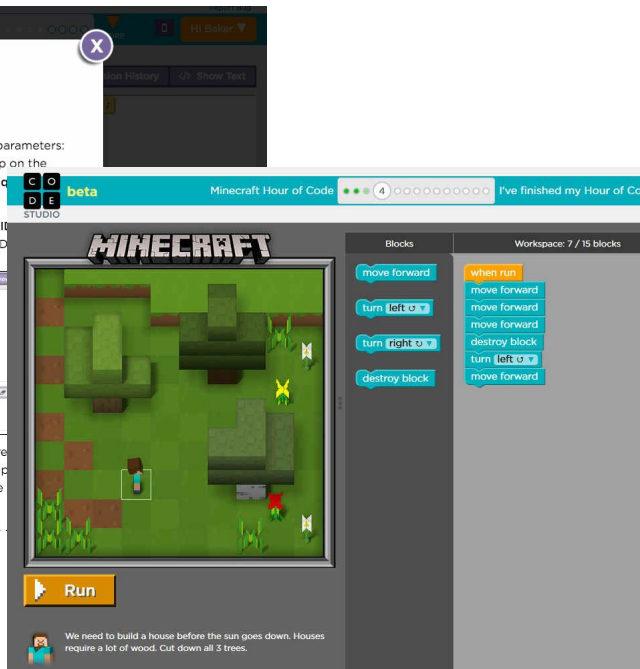 Hi Baker
X
ion History
</> Show Text
parameters:
p on the
C O
D E
STUDIO
beta
Minecraft Hour of Code
4
I've finished my Hour of Co
MINECRAFT
Blocks
Workspace: 7 / 15 blocks
move forward
turn left
turn right
destroy block
when run
move forward
move forward
move forward
destroy block
turn left
move forward
Run
We need to build a house before the sun goes down. Houses
require a lot of wood. Cut down all 3 trees.